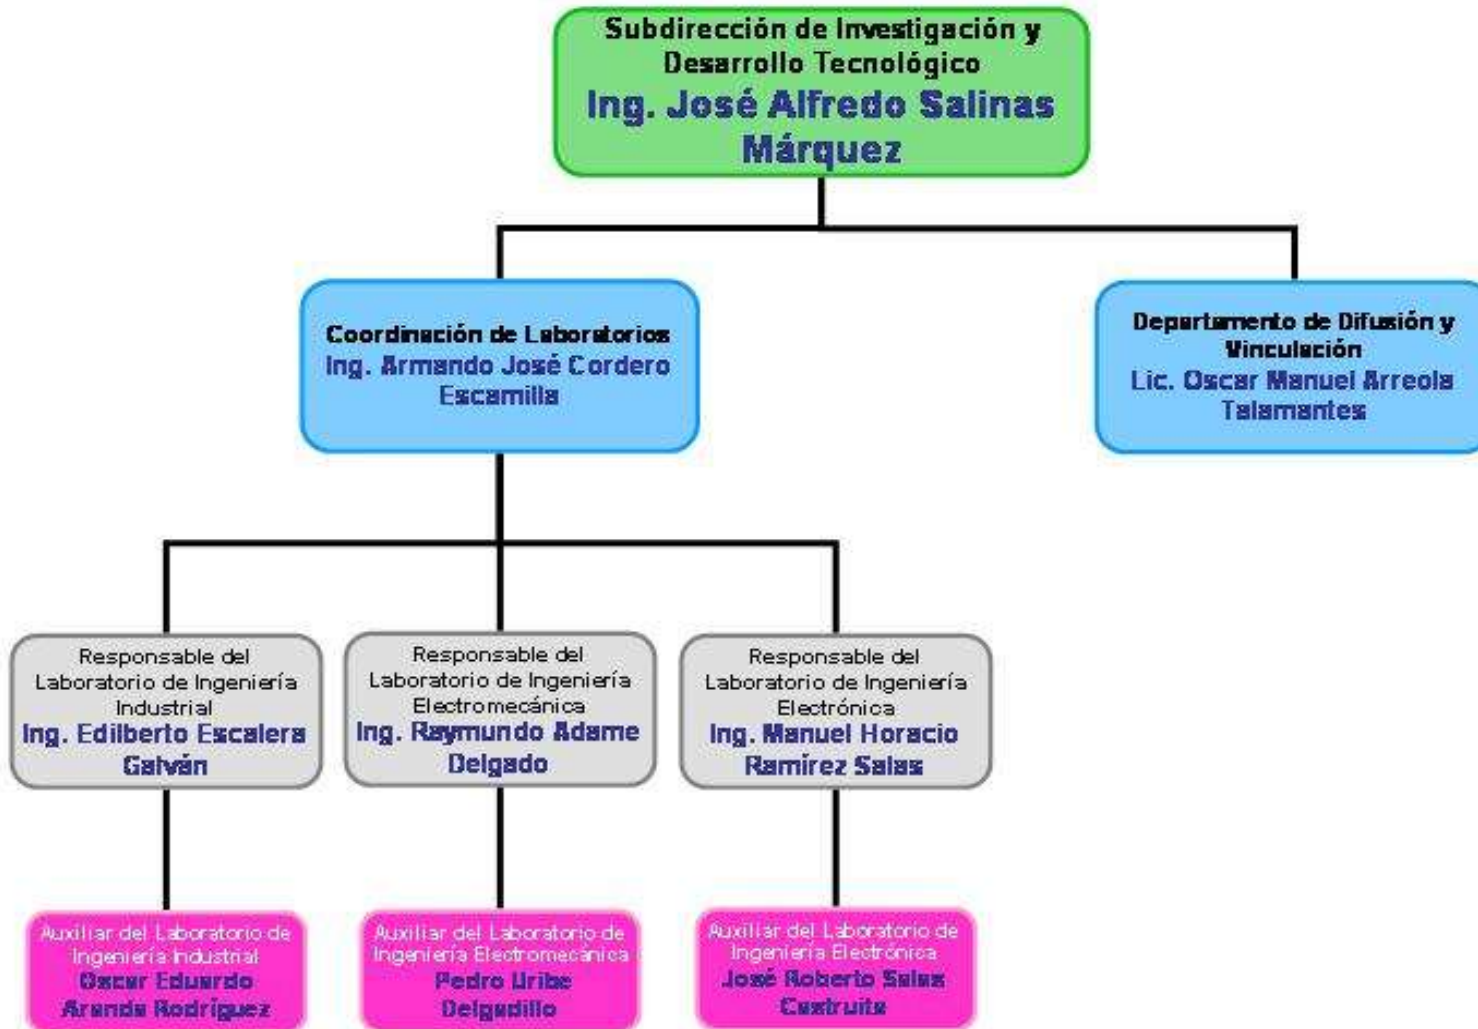 Subdirección de Investigación y
Desarrollo Tecnológico
Ing. José Alfredo Salinas
Márquez
Coordinación de Laboratorios
Ing. Armando José Cordero
Escamilla
Departamento de Difusión y
Vinculación
Lic. Oscar Manuel Arreola
Talamantes
Responsable del
Laboratorio de Ingeniería
Industrial
Ing. Edilberto Escalera
Galván
Responsable del
Laboratorio de Ingeniería
Electromecánica
Ing. Raymundo Adame
Delgado
Responsable del
Laboratorio de Ingeniería
Electrónica
Ing. Manuel Horacio
Ramírez Salas
Auxiliar del Laboratorio de
Ingeniería Industrial
Oscar Eduardo
Aranda Rodríguez
Auxiliar del Laboratorio de
Ingeniería Electromecánica
Pedro Uribe
Delgadillo
Auxiliar del Laboratorio de
Ingeniería Electrónica
José Roberto Salas
Castruita